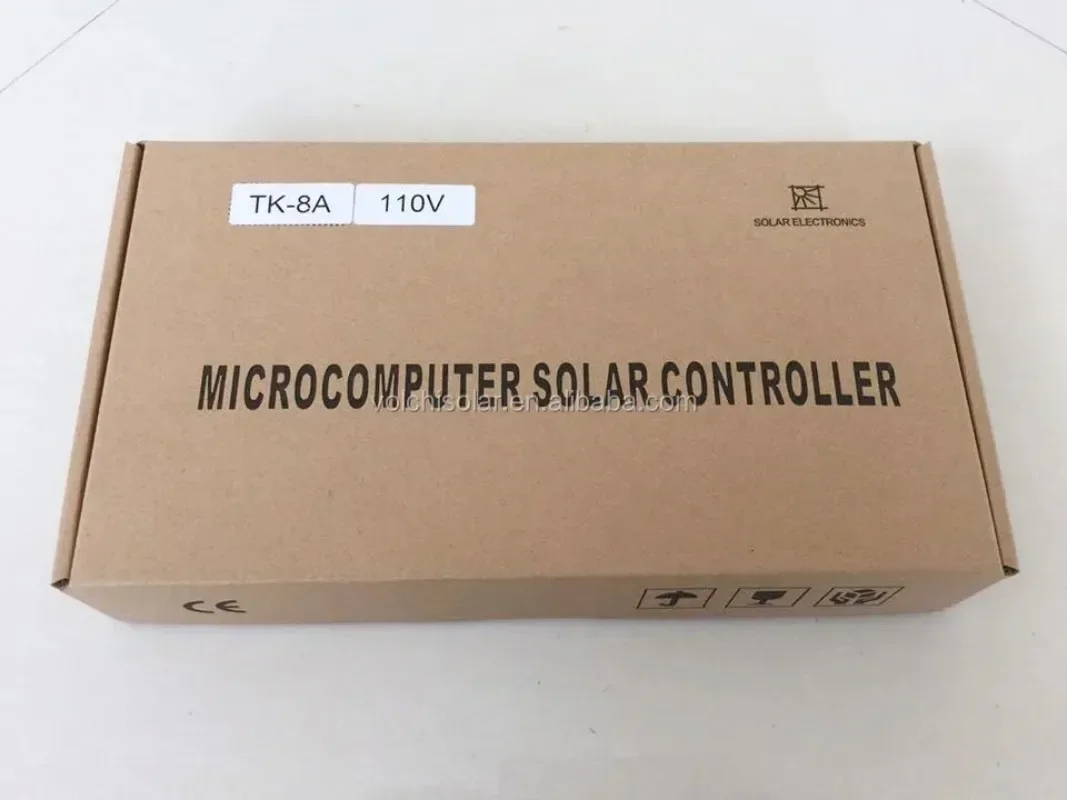 TK-8A 110V
SOLAR ELECTRONICS
MICROCOMPUTER SOLAR CONTROLLER
volchisolar.en.alibaba.com
CE